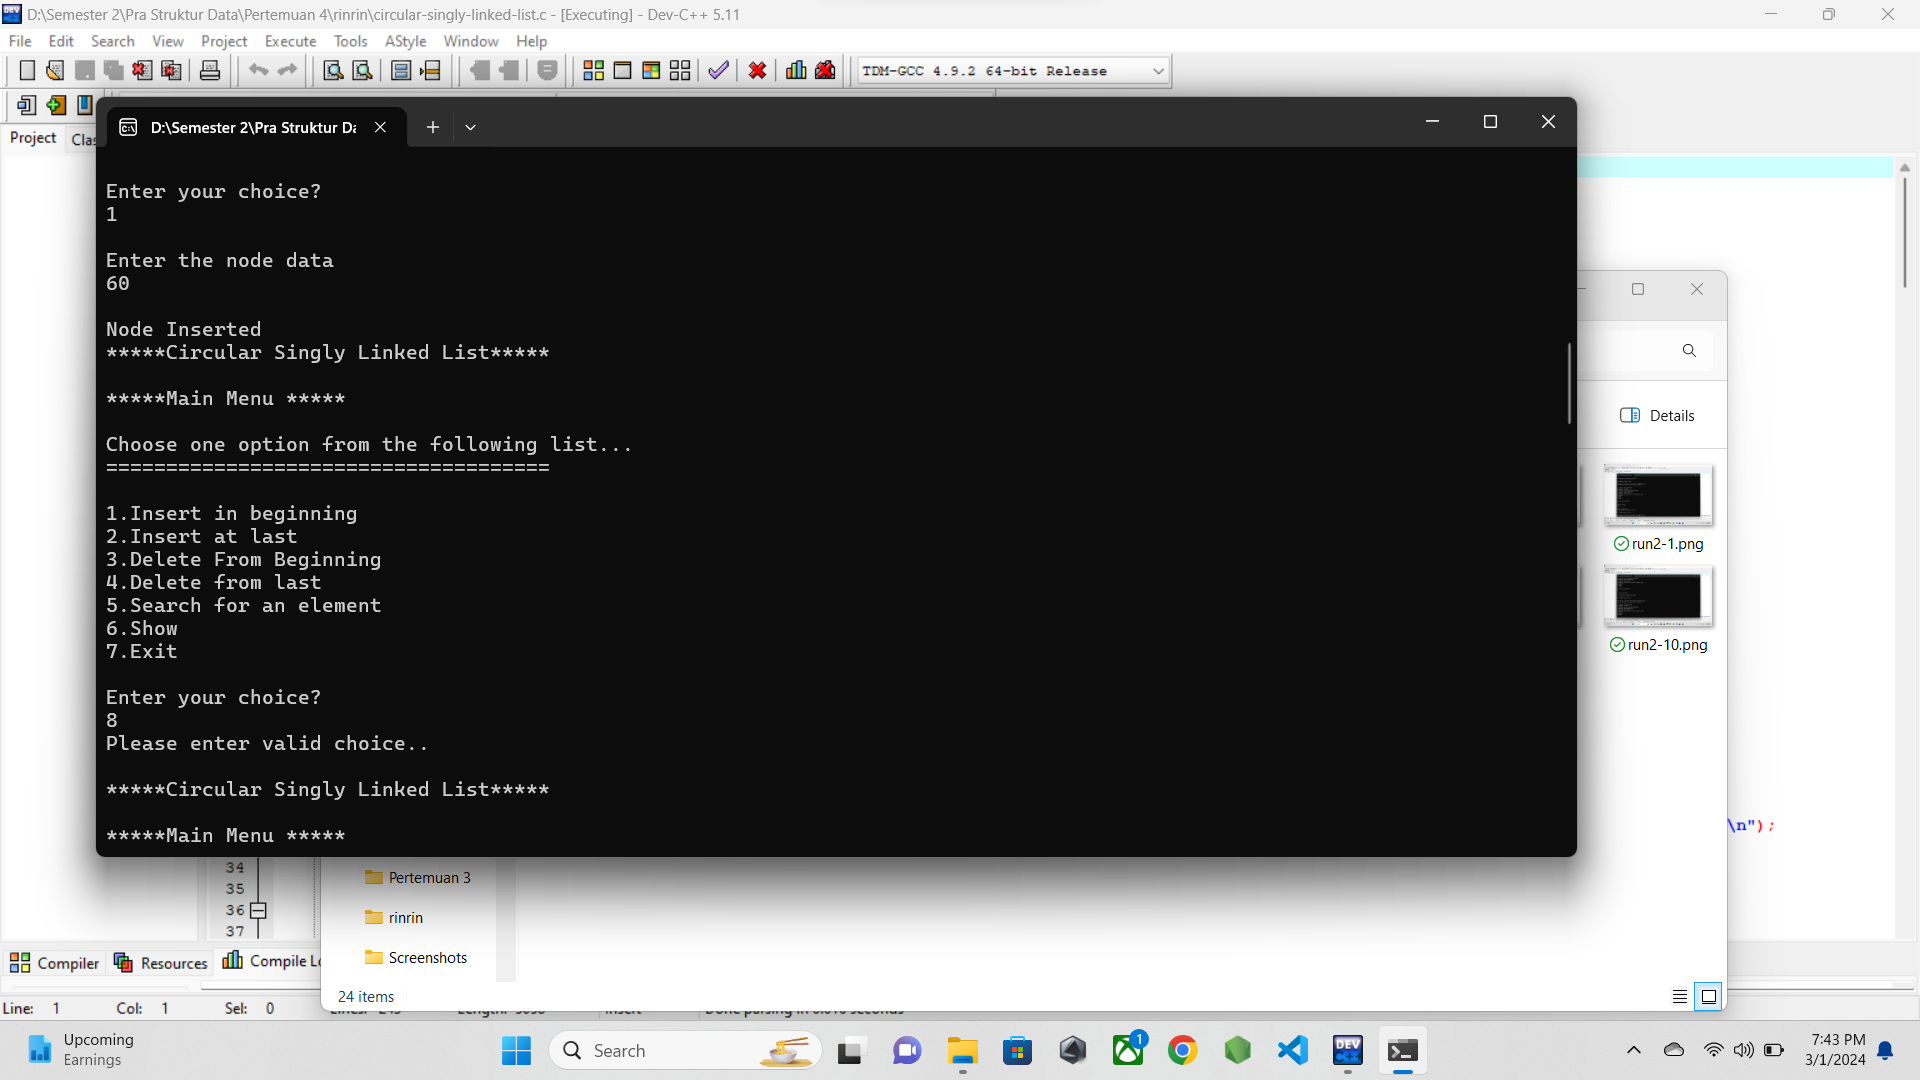 D:\Semester 2\Pra Struktur Data\Pertemuan 4\rinrin\circular-singly-linked-list.c - [Executing] - Dev-C++ 5.11
File Edit Search View Project Execute Tools AStyle Window Help
TDM-GCC 4.9.2 64-bit Release
Project
D:\Semester 2\Pra Struktur Da
Enter your choice?
1
Enter the node data
60
Node Inserted
*****Circular Singly Linked List*****
*****Main Menu *****
Choose one option from the following list...
=====================================
1.Insert in beginning
2.Insert at last
3.Delete From Beginning
4.Delete from last
5.Search for an element
6.Show
7.Exit
Enter your choice?
8
Please enter valid choice..
*****Circular Singly Linked List*****
*****Main Menu *****
Details
run2-1.png
run2-10.png
\n");
34
35
36
37
Pertemuan 3
rinrin
Screenshots
24 items
Compiler Resources Compile Lo
Line: 1 Col: 1 Sel: 0
Upcoming
Earnings
Search
1
7:43 PM
3/1/2024